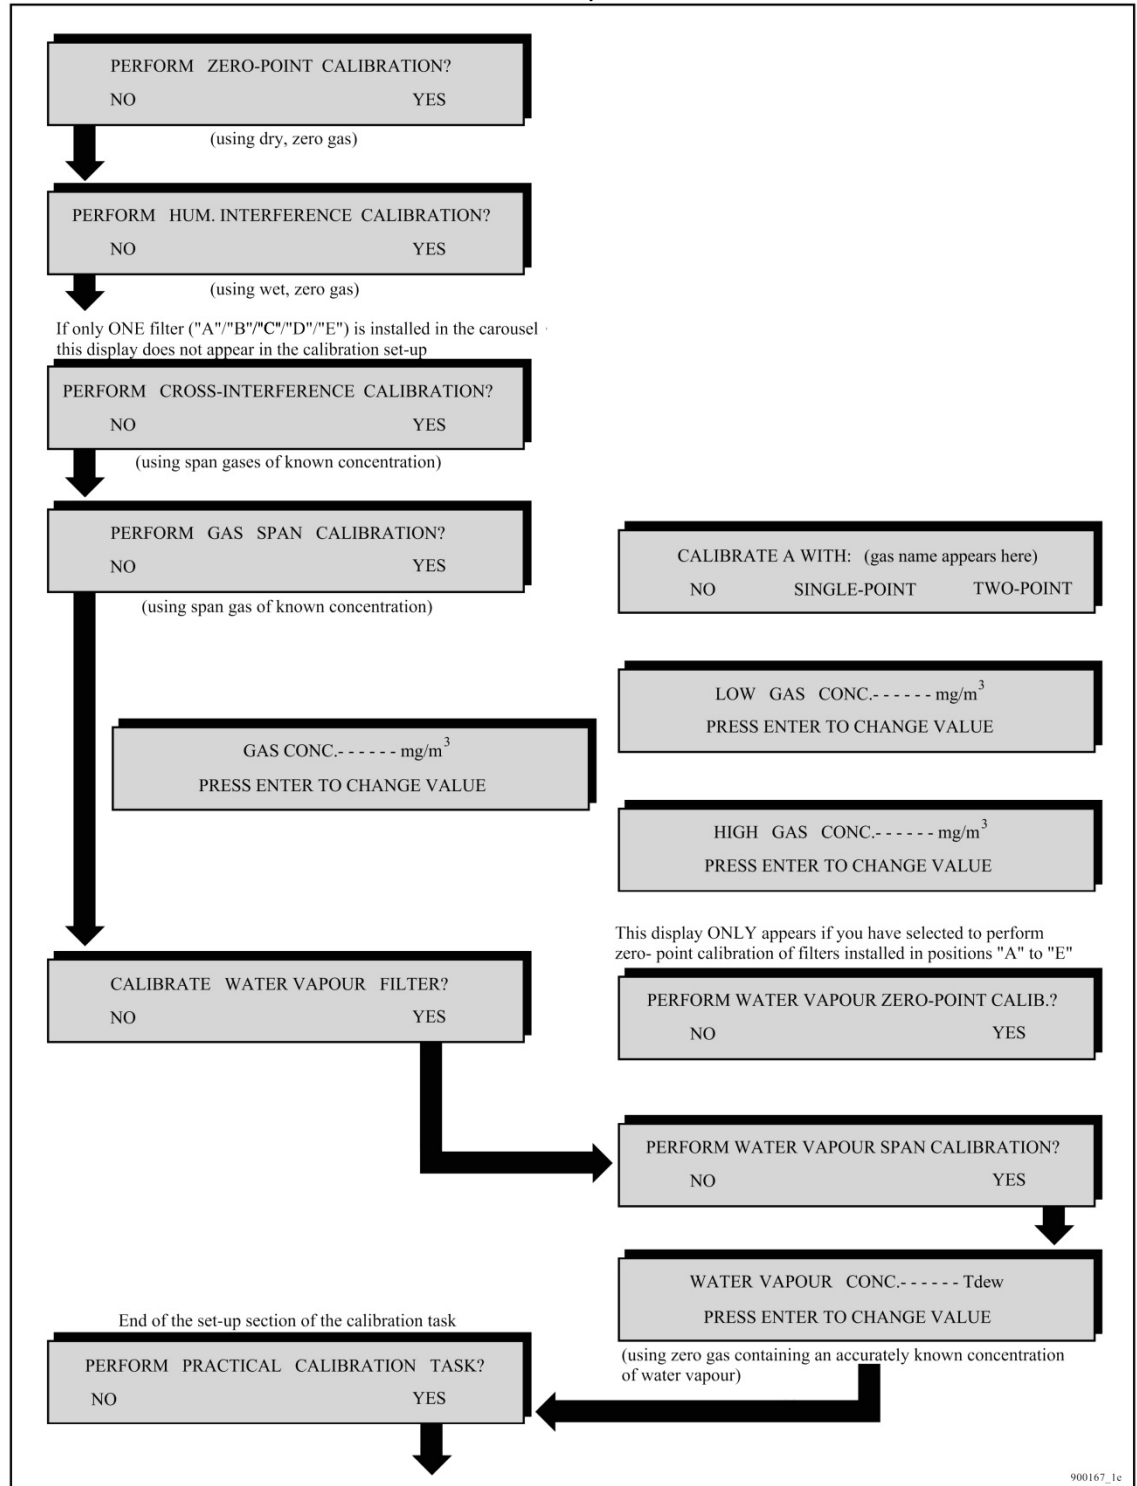 PERFORM ZERO-POINT CALIBRATION?
NO YES
(using dry, zero gas)
PERFORM HUM. INTERFERENCE CALIBRATION?
NO YES
(using wet, zero gas)
If only ONE filter ("A"/"B"/"C"/"D"/"E") is installed in the carousel
this display does not appear in the calibration set-up
PERFORM CROSS-INTERFERENCE CALIBRATION?
NO YES
(using span gases of known concentration)
PERFORM GAS SPAN CALIBRATION?
NO YES
(using span gas of known concentration)
CALIBRATE A WITH: (gas name appears here)
NO SINGLE-POINT TWO-POINT
LOW GAS CONC.- - - - - - mg/m³
PRESS ENTER TO CHANGE VALUE
GAS CONC.- - - - - - mg/m³
PRESS ENTER TO CHANGE VALUE
HIGH GAS CONC.- - - - - - mg/m³
PRESS ENTER TO CHANGE VALUE
This display ONLY appears if you have selected to perform
zero- point calibration of filters installed in positions "A" to "E"
CALIBRATE WATER VAPOUR FILTER?
NO YES
PERFORM WATER VAPOUR ZERO-POINT CALIB.?
NO YES
PERFORM WATER VAPOUR SPAN CALIBRATION?
NO YES
WATER VAPOUR CONC.- - - - - - Tdew
PRESS ENTER TO CHANGE VALUE
(using zero gas containing an accurately known concentration
of water vapour)
End of the set-up section of the calibration task
PERFORM PRACTICAL CALIBRATION TASK?
NO YES
900167_1e